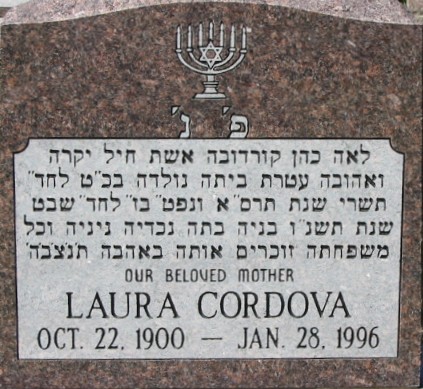 פ׳ נ׳
לאה כהן קורדובה אשת חיל יקרה
ואהובה עטרת ביתה נולדה בכ״ט לחד״
תשרי שנת תרס״א ונפט״ בז׳ לחד״ שבט
שנת תשנ״ו בניה בתה נכדיה ניניה וכל
משפחתה זוכרים אותה באהבה תנצבה
OUR BELOVED MOTHER
LAURA CORDOVA
OCT. 22, 1900 — JAN. 28, 1996